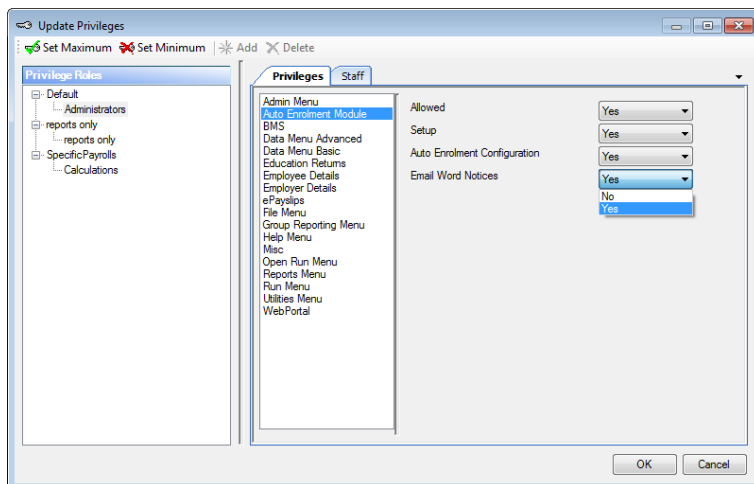 Update Privileges
Set Maximum Set Minimum Add Delete
Privilege Roles
Default
Administrators
reports only
reports only
SpecificPayrolls
Calculations
Privileges Staff
Admin Menu
Auto Enrolment Module
BMS
Data Menu Advanced
Data Menu Basic
Education Returns
Employee Details
Employer Details
ePayslips
File Menu
Group Reporting Menu
Help Menu
Misc
Open Run Menu
Reports Menu
Run Menu
Utilities Menu
WebPortal
Allowed Yes
Setup Yes
Auto Enrolment Configuration Yes
Email Word Notices Yes
No
Yes
OK Cancel